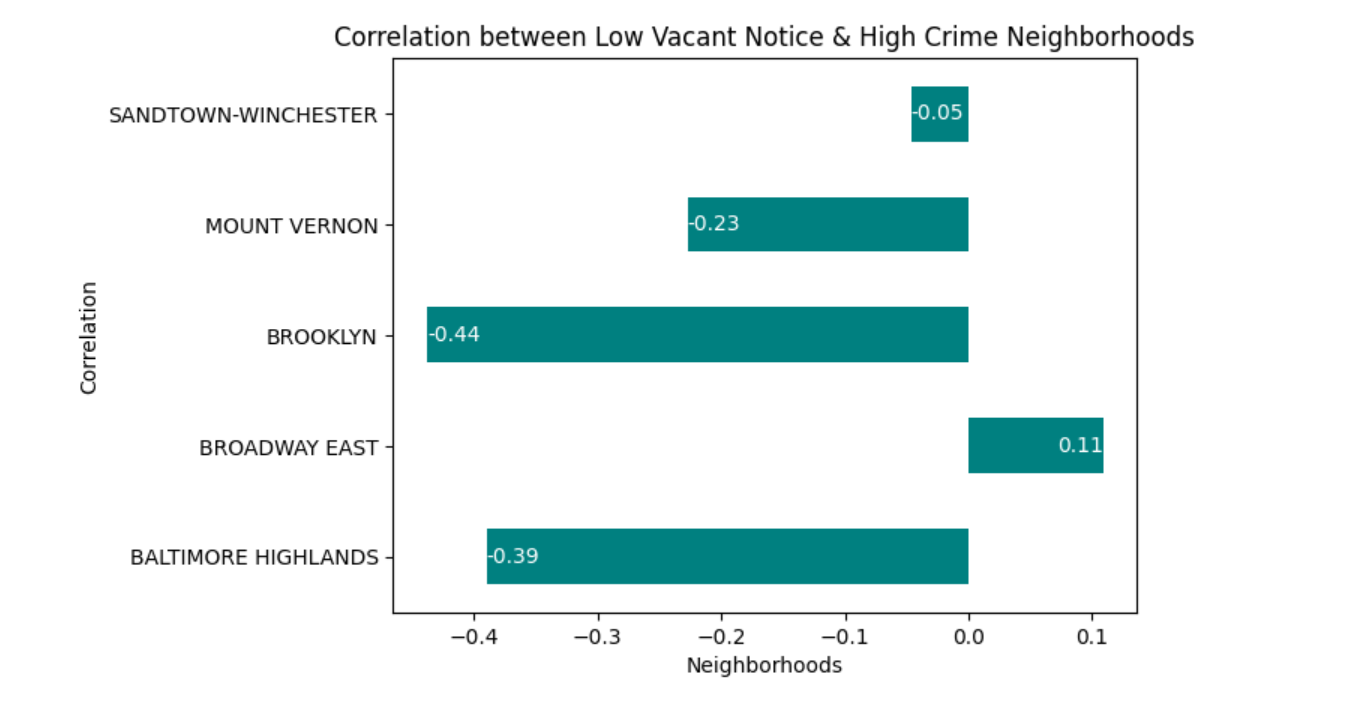 Correlation between Low Vacant Notice & High Crime Neighborhoods
SANDTOWN-WINCHESTER
-0.05
MOUNT VERNON
-0.23
BROOKLYN
-0.44
Correlation
BROADWAY EAST
0.11
BALTIMORE HIGHLANDS
-0.39
−0.4 −0.3 −0.2 −0.1 0.0 0.1
Neighborhoods